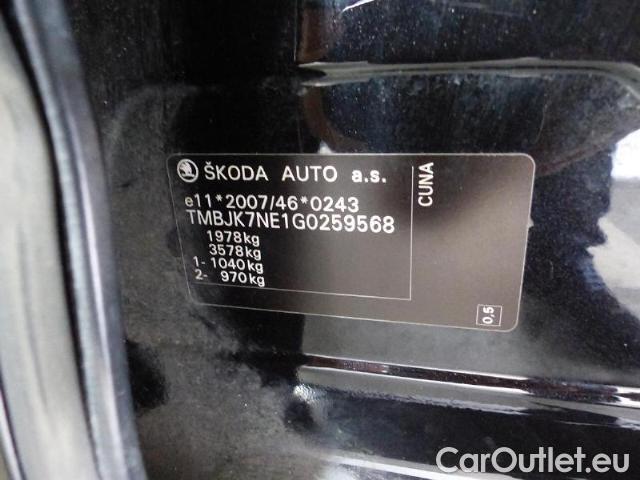 ŠKODA AUTO a.s.
e11*2007/46*0243
TMBJK7NE1G0259568
1978kg
3578kg
1- 1040kg
2- 970kg
CUNA
0,5
CarOutlet.eu